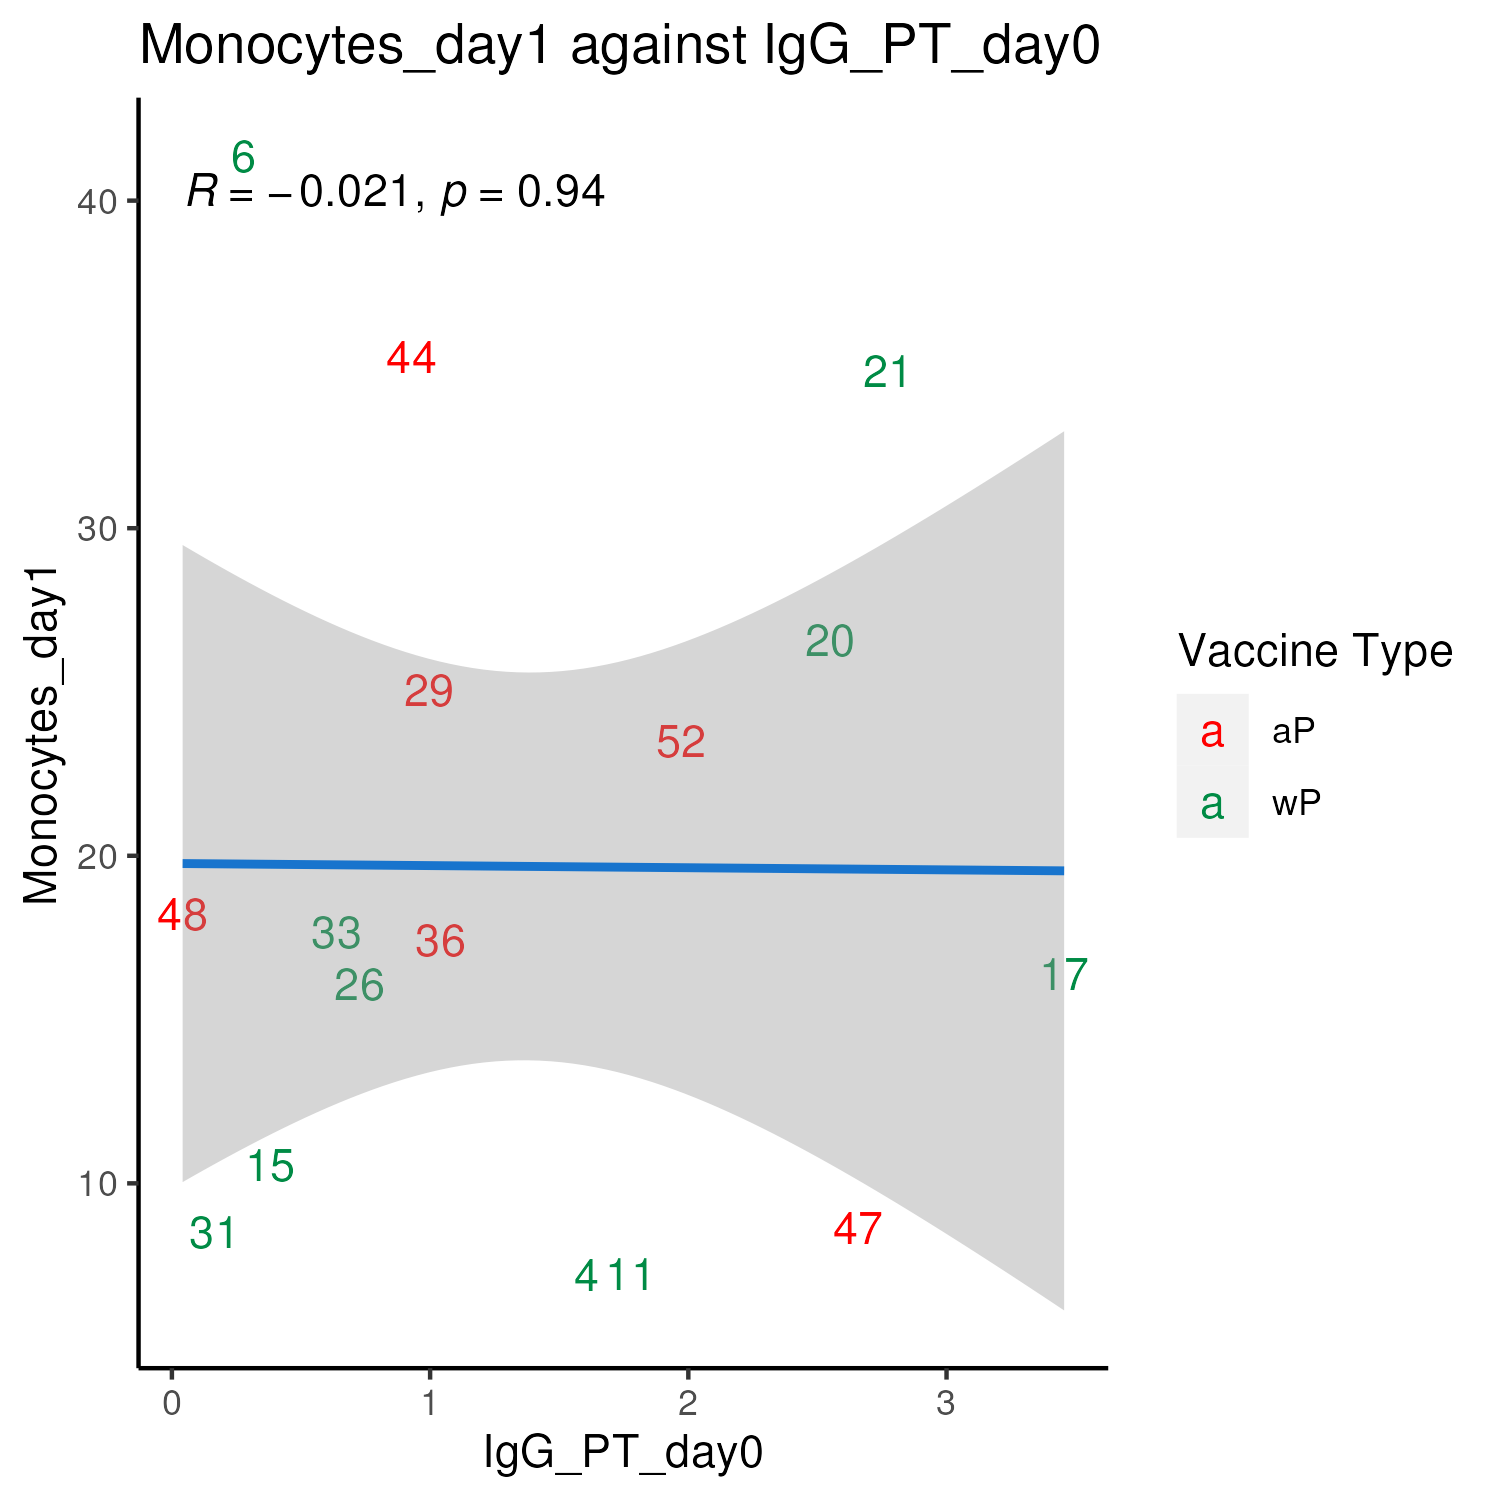 Monocytes_day1 against IgG_PT_day0
6
R = −0.021, p = 0.94
40
44
21
30
20
29
52
20
48
33
36
26
17
15
10
31
47
4 11
0 1 2 3
IgG_PT_day0
Monocytes_day1
Vaccine Type
a aP
a wP